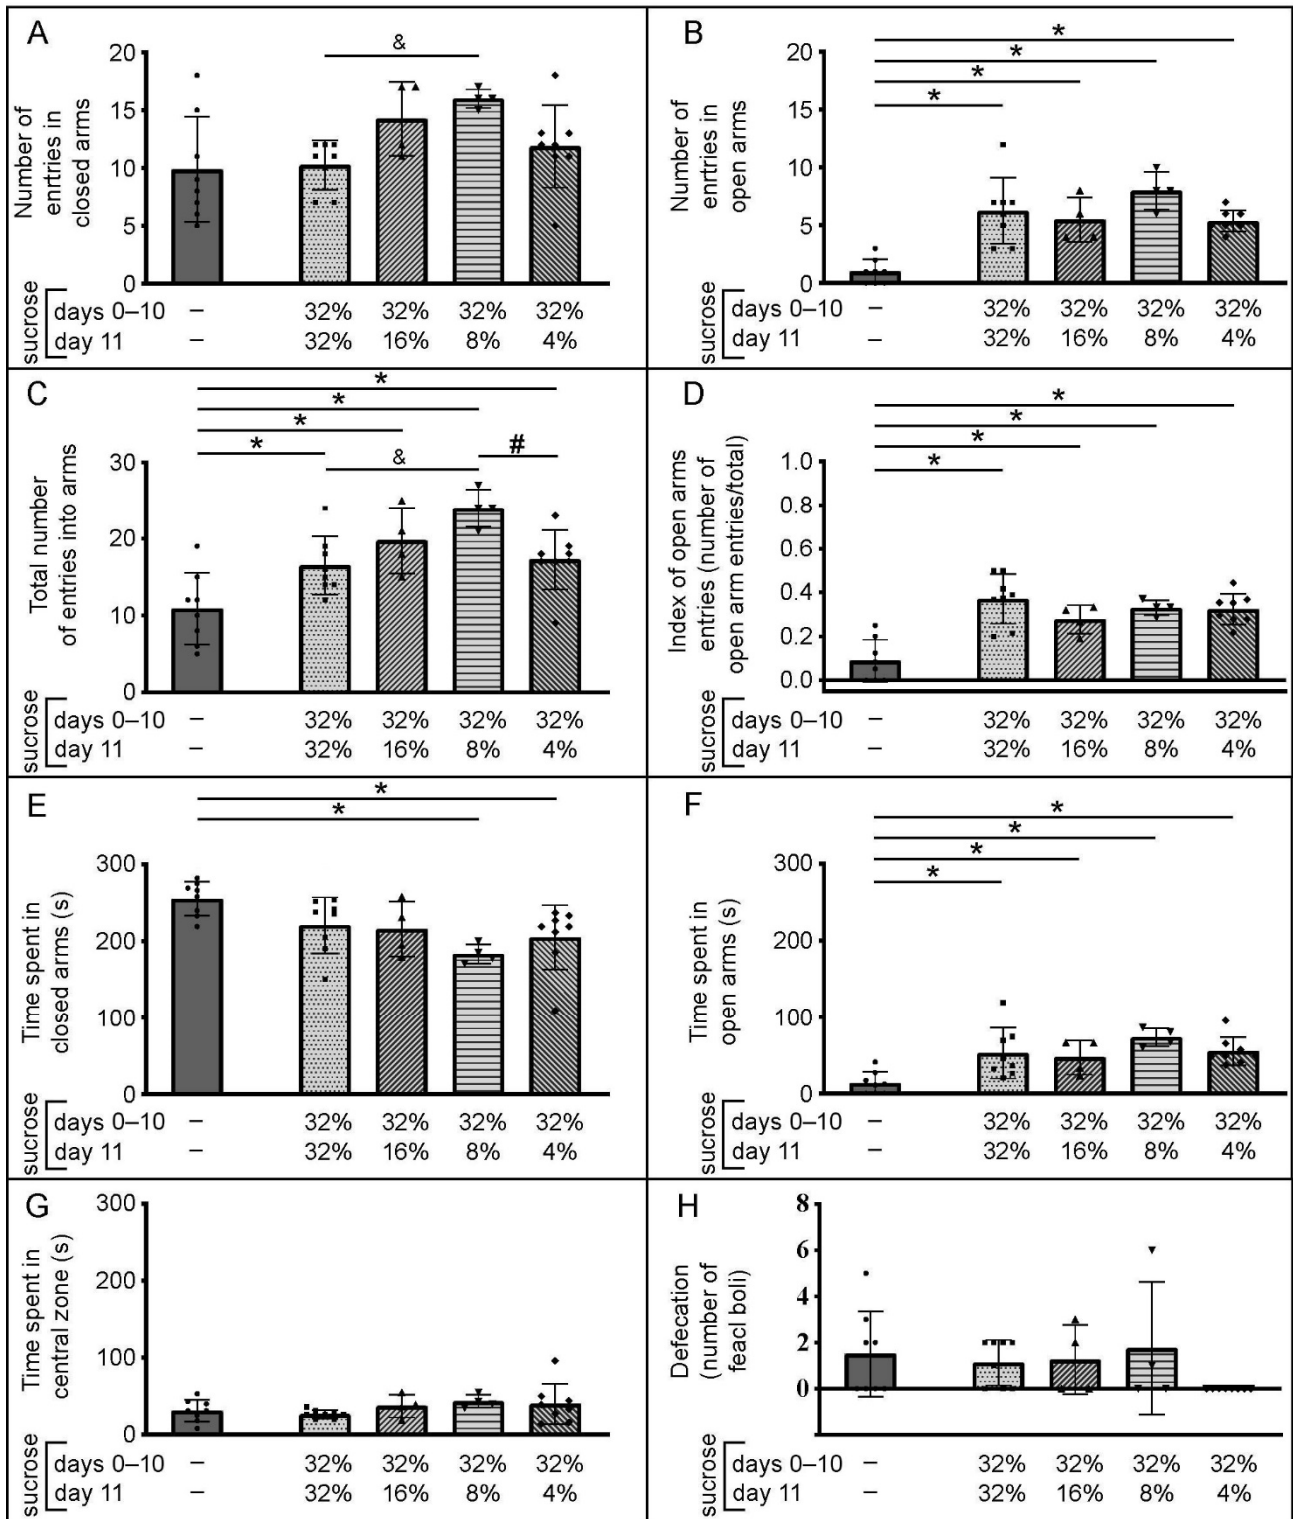 A
Number of
enrtries in
closed arms
20
15
10
5
0
&
sucrose
days 0–10 – 32% 32% 32% 32%
day 11 – 32% 16% 8% 4%
B
Number of
enrtries in
open arms
20
15
10
5
0
*
*
*
*
sucrose
days 0–10 – 32% 32% 32% 32%
day 11 – 32% 16% 8% 4%
C
Total number
of entries into arms
30
20
10
0
*
*
*
*
& #
sucrose
days 0–10 – 32% 32% 32% 32%
day 11 – 32% 16% 8% 4%
D
Index of open arms
entries (number of
open arm entries/total)
1.0
0.8
0.6
0.4
0.2
0.0
*
*
*
*
sucrose
days 0–10 – 32% 32% 32% 32%
day 11 – 32% 16% 8% 4%
E
Time spent in
closed arms (s)
300
200
100
0
*
*
sucrose
days 0–10 – 32% 32% 32% 32%
day 11 – 32% 16% 8% 4%
F
Time spent in
open arms (s)
300
200
100
0
*
*
*
*
sucrose
days 0–10 – 32% 32% 32% 32%
day 11 – 32% 16% 8% 4%
G
Time spent in
central zone (s)
300
200
100
0
sucrose
days 0–10 – 32% 32% 32% 32%
day 11 – 32% 16% 8% 4%
H
Defecation
(number of
feacl boli)
8
6
4
2
0
sucrose
days 0–10 – 32% 32% 32% 32%
day 11 – 32% 16% 8% 4%